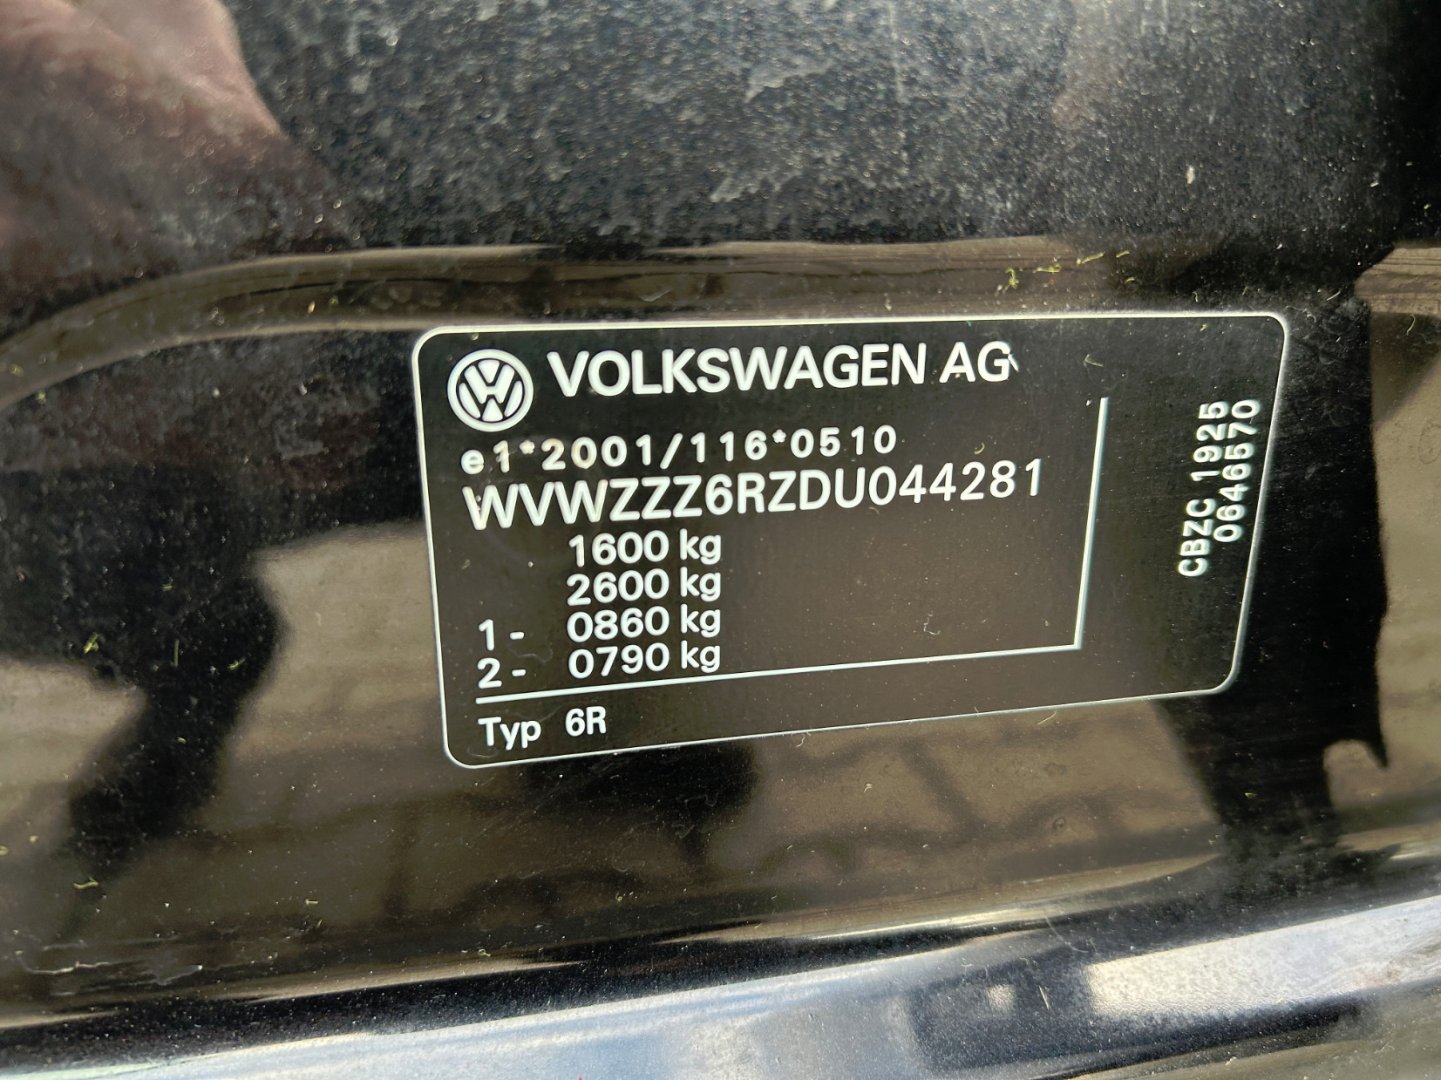 VOLKSWAGEN AG
e1*2001/116*0510
WVWZZZ6RZDU044281
1600 kg
2600 kg
1- 0860 kg
2- 0790 kg
Typ 6R
CBZC 1925
0646570